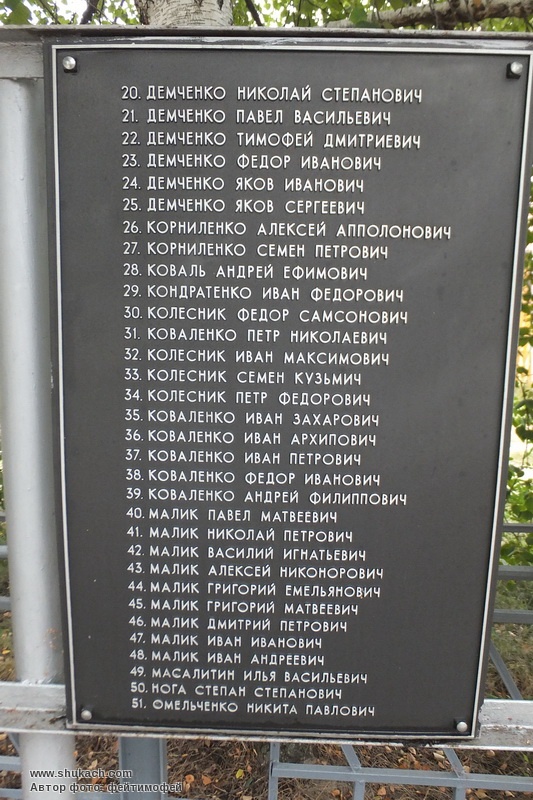 20. ДЕМЧЕНКО НИКОЛАЙ СТЕПАНОВИЧ
21. ДЕМЧЕНКО ПАВЕЛ ВАСИЛЬЕВИЧ
22. ДЕМЧЕНКО ТИМОФЕЙ ДМИТРИЕВИЧ
23. ДЕМЧЕНКО ФЕДОР ИВАНОВИЧ
24. ДЕМЧЕНКО ЯКОВ ИВАНОВИЧ
25. ДЕМЧЕНКО ЯКОВ СЕРГЕЕВИЧ
26. КОРНИЛЕНКО АЛЕКСЕЙ АППОЛОНОВИЧ
27. КОРНИЛЕНКО СЕМЕН ПЕТРОВИЧ
28. КОВАЛЬ АНДРЕЙ ЕФИМОВИЧ
29. КОНДРАТЕНКО ИВАН ФЕДОРОВИЧ
30. КОЛЕСНИК ФЕДОР САМСОНОВИЧ
31. КОВАЛЕНКО ПЕТР НИКОЛАЕВИЧ
32. КОЛЕСНИК ИВАН МАКСИМОВИЧ
33. КОЛЕСНИК СЕМЕН КУЗЬМИЧ
34. КОЛЕСНИК ПЕТР ФЕДОРОВИЧ
35. КОВАЛЕНКО ИВАН ЗАХАРОВИЧ
36. КОВАЛЕНКО ИВАН АРХИПОВИЧ
37. КОВАЛЕНКО ИВАН ПЕТРОВИЧ
38. КОВАЛЕНКО ФЕДОР ИВАНОВИЧ
39. КОВАЛЕНКО АНДРЕЙ ФИЛИППОВИЧ
40. МАЛИК ПАВЕЛ МАТВЕЕВИЧ
41. МАЛИК НИКОЛАЙ ПЕТРОВИЧ
42. МАЛИК ВАСИЛИЙ ИГНАТЬЕВИЧ
43. МАЛИК АЛЕКСЕЙ НИКОНОРОВИЧ
44. МАЛИК ГРИГОРИЙ ЕМЕЛЬЯНОВИЧ
45. МАЛИК ГРИГОРИЙ МАТВЕЕВИЧ
46. МАЛИК ДМИТРИЙ ПЕТРОВИЧ
47. МАЛИК ИВАН ИВАНОВИЧ
48. МАЛИК ИВАН АНДРЕЕВИЧ
49. МАСАЛИТИН ИЛЬЯ ВАСИЛЬЕВИЧ
50. НОГА СТЕПАН СТЕПАНОВИЧ
51. ОМЕЛЬЧЕНКО НИКИТА ПАВЛОВИЧ
www.shukach.com
Автор фото: фейтимофей